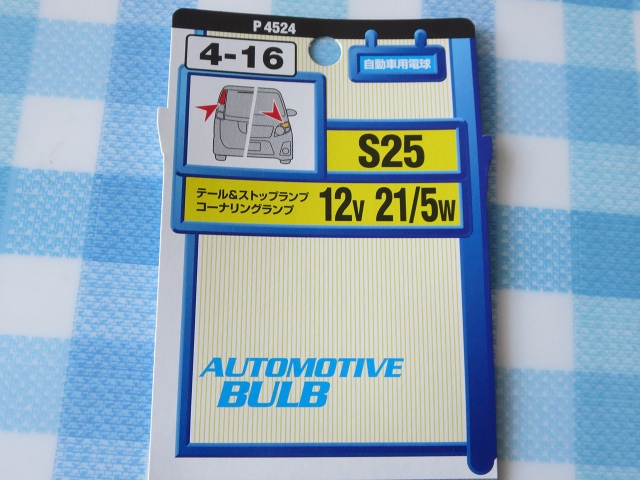 P 4524
4-16
自動車用電球
S25
テール&ストップランプ
コーナリングランプ
12V 21/5W
AUTOMOTIVE
BULB